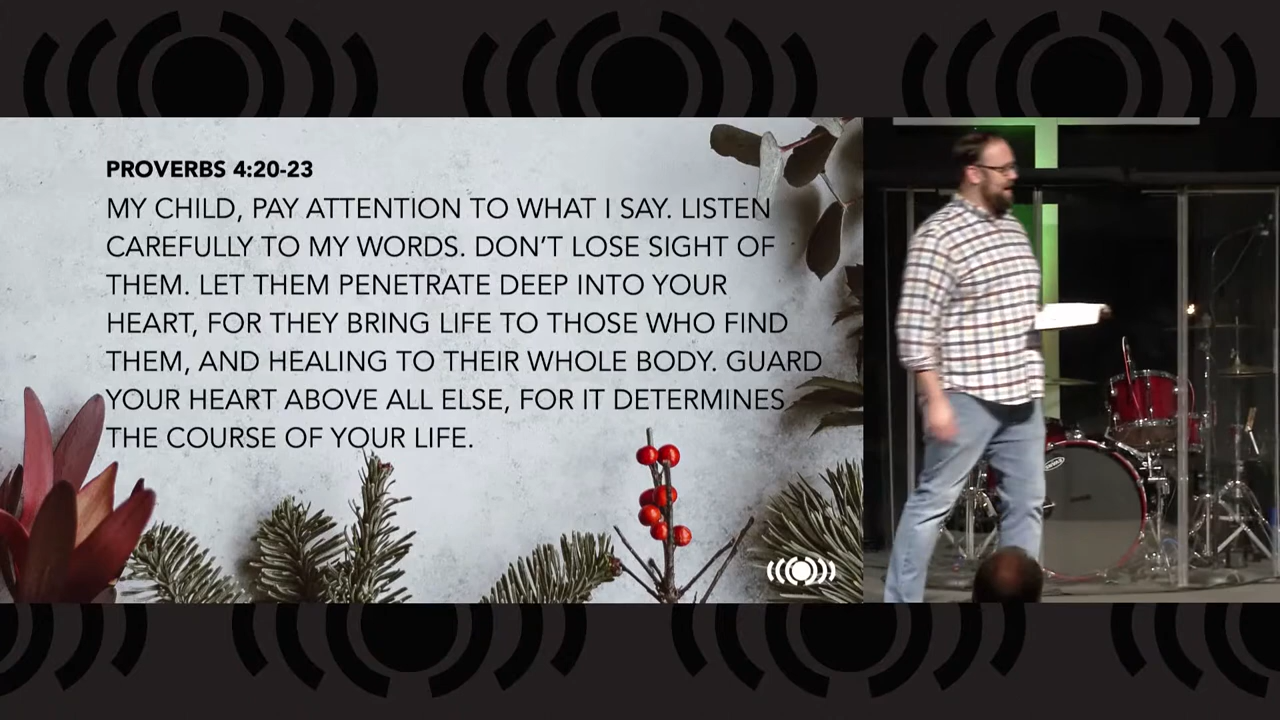 PROVERBS 4:20-23
MY CHILD, PAY ATTENTION TO WHAT I SAY. LISTEN
CAREFULLY TO MY WORDS. DON’T LOSE SIGHT OF
THEM. LET THEM PENETRATE DEEP INTO YOUR
HEART, FOR THEY BRING LIFE TO THOSE WHO FIND
THEM, AND HEALING TO THEIR WHOLE BODY. GUARD
YOUR HEART ABOVE ALL ELSE, FOR IT DETERMINES
THE COURSE OF YOUR LIFE.